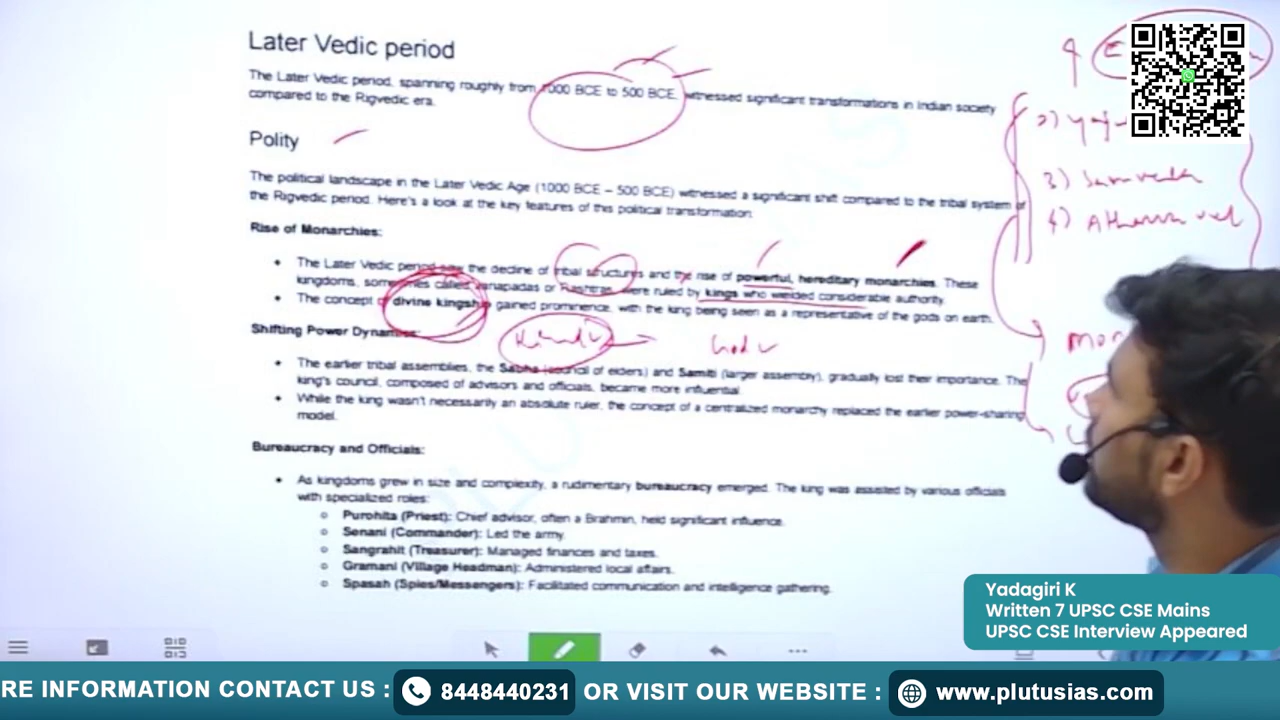 Later Vedic period
The Later Vedic period, spanning roughly from 1000 BCE to 500 BCE, witnessed significant transformations in Indian society
compared to the Rigvedic era.
Polity
The political landscape in the Later Vedic Age (1000 BCE – 500 BCE) witnessed a significant shift compared to the tribal system of
the Rigvedic period. Here's a look at the key features of this political transformation
Rise of Monarchies:
• The Later Vedic period saw the decline of tribal structures and the rise of powerful, hereditary monarchies. These
kingdoms, sometimes called Janapadas or Rashtras, were ruled by kings who wielded considerable authority.
• The concept of divine kingship gained prominence, with the king being seen as a representative of the gods on earth.
Shifting Power Dynamics:
• The earlier tribal assemblies, the Sabha (council of elders) and Samiti (larger assembly), gradually lost their importance. The
king's council, composed of advisors and officials, became more influential.
• While the king wasn't necessarily an absolute ruler, the concept of a centralized monarchy replaced the earlier power-sharing
model.
Bureaucracy and Officials:
• As kingdoms grew in size and complexity, a rudimentary bureaucracy emerged. The king was assisted by various officials
with specialized roles:
○ Purohita (Priest): Chief advisor, often a Brahmin, held significant influence.
○ Senani (Commander): Led the army.
○ Sangrahit (Treasurer): Managed finances and taxes.
○ Gramani (Village Headman): Administered local affairs.
○ Spasah (Spies/Messengers): Facilitated communication and intelligence gathering.
2)
3) Samveda
4)
Yadagiri K
Written 7 UPSC CSE Mains
UPSC CSE Interview Appeared
RE INFORMATION CONTACT US : 8448440231 OR VISIT OUR WEBSITE : www.plutusias.com